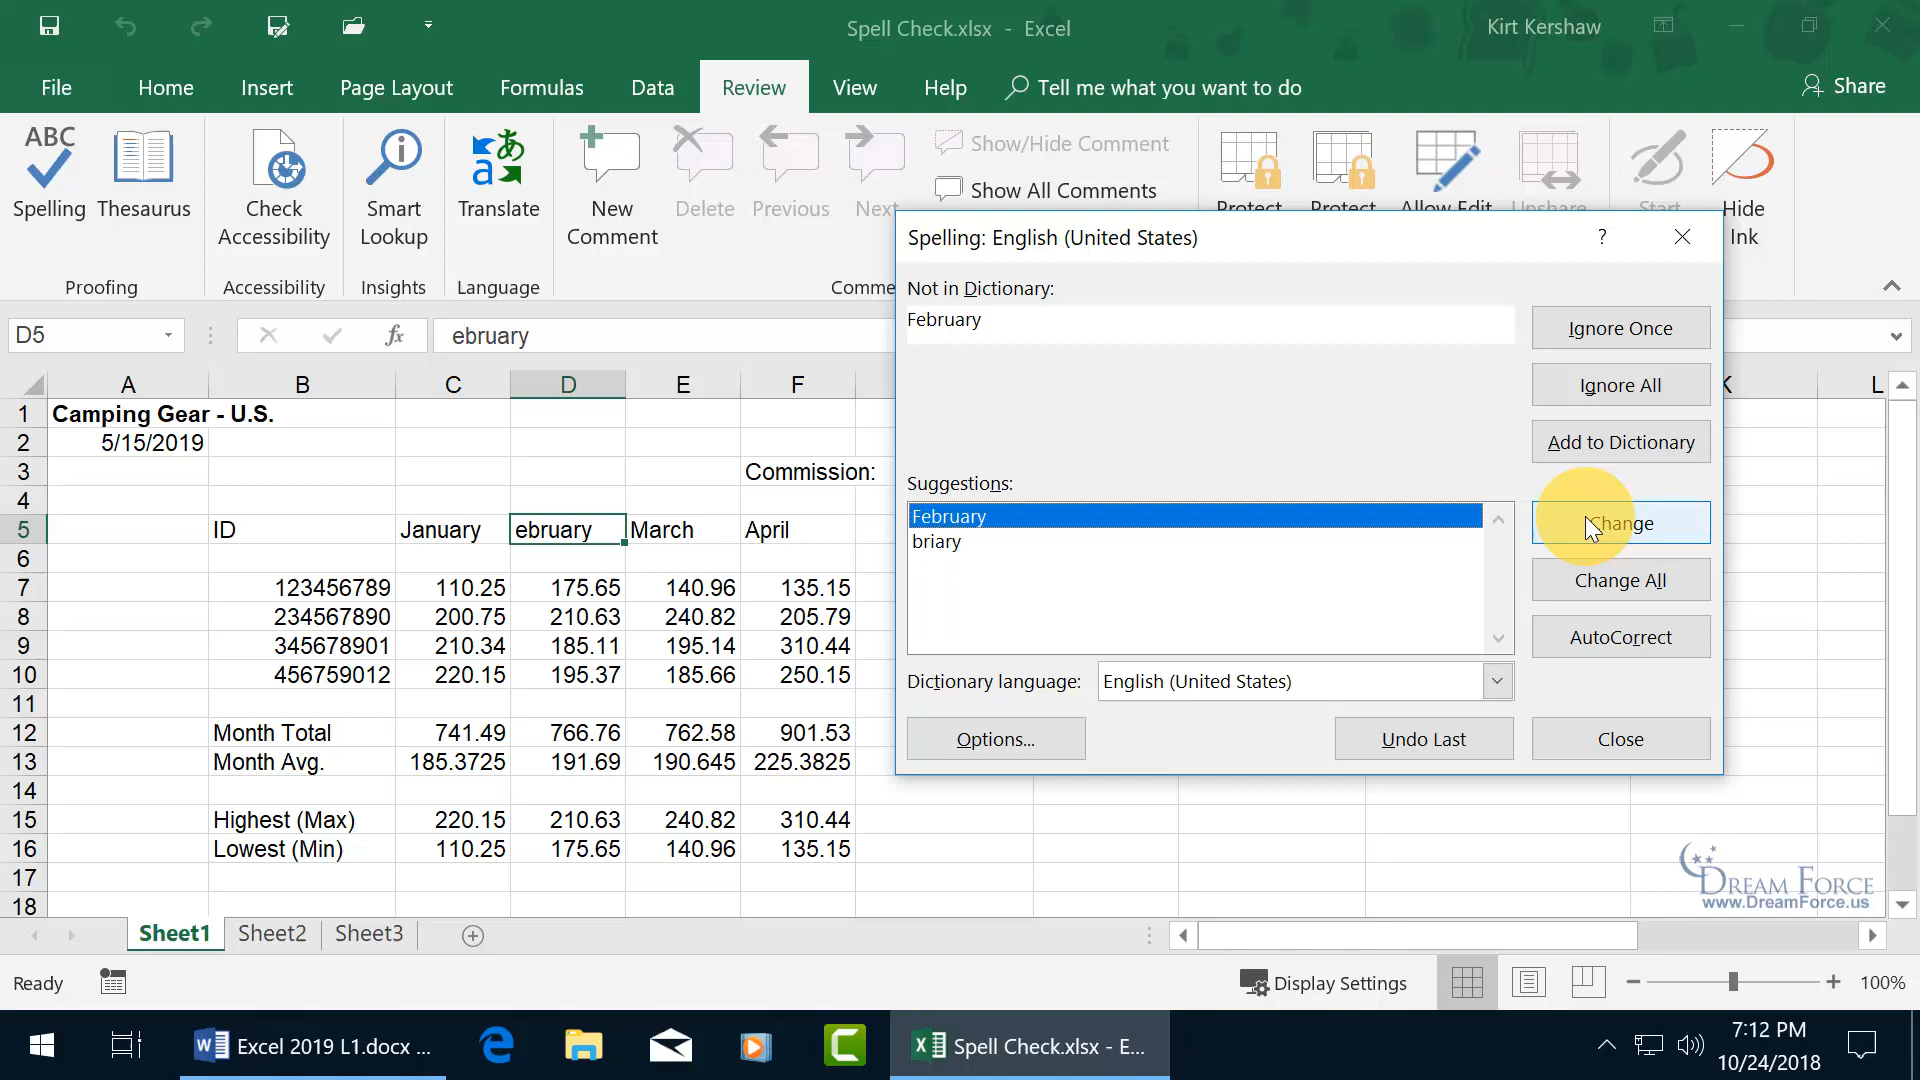 Spell Check.xlsx - Excel
Kirt Kershaw
File Home Insert Page Layout Formulas Data Review View Help Tell me what you want to do Share
ABC
Spelling Thesaurus
Proofing
Check Accessibility
Accessibility
Smart Lookup
Insights
Translate
Language
New Comment
Delete Previous Next
Show/Hide Comment
Show All Comments
Comme
Protect Protect Allow Edit Unshare Start
Hide Ink
D5 fx ebruary
A B C D E F K L
1 Camping Gear - U.S.
2 5/15/2019
3 Commission:
4
5 ID January ebruary March April
6
7 123456789 110.25 175.65 140.96 135.15
8 234567890 200.75 210.63 240.82 205.79
9 345678901 210.34 185.11 195.14 310.44
10 456759012 220.15 195.37 185.66 250.15
11
12 Month Total 741.49 766.76 762.58 901.53
13 Month Avg. 185.3725 191.69 190.645 225.3825
14
15 Highest (Max) 220.15 210.63 240.82 310.44
16 Lowest (Min) 110.25 175.65 140.96 135.15
17
18
Spelling: English (United States) ?
Not in Dictionary:
February
Ignore Once
Ignore All
Add to Dictionary
Suggestions:
February
briary
Change
Change All
AutoCorrect
Dictionary language: English (United States)
Options... Undo Last Close
DREAM FORCE
www.DreamForce.us
Sheet1 Sheet2 Sheet3
Ready Display Settings 100%
Excel 2019 L1.docx ...
Spell Check.xlsx - E...
7:12 PM
10/24/2018